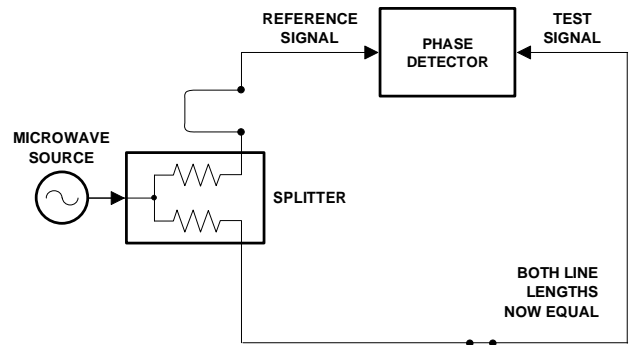 REFERENCE
SIGNAL
PHASE
DETECTOR
TEST
SIGNAL
MICROWAVE
SOURCE
SPLITTER
BOTH LINE
LENGTHS
NOW EQUAL